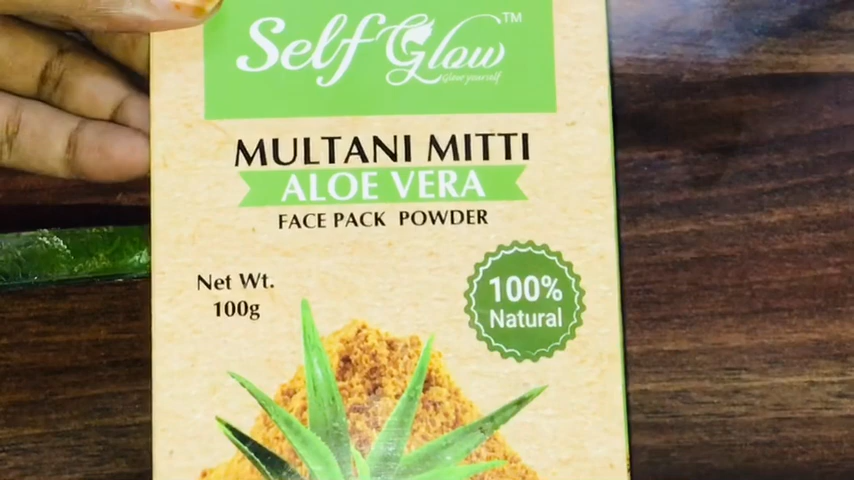 Self Glow™
Glow yourself
MULTANI MITTI
ALOE VERA
FACE PACK POWDER
Net Wt.
100g
100%
Natural